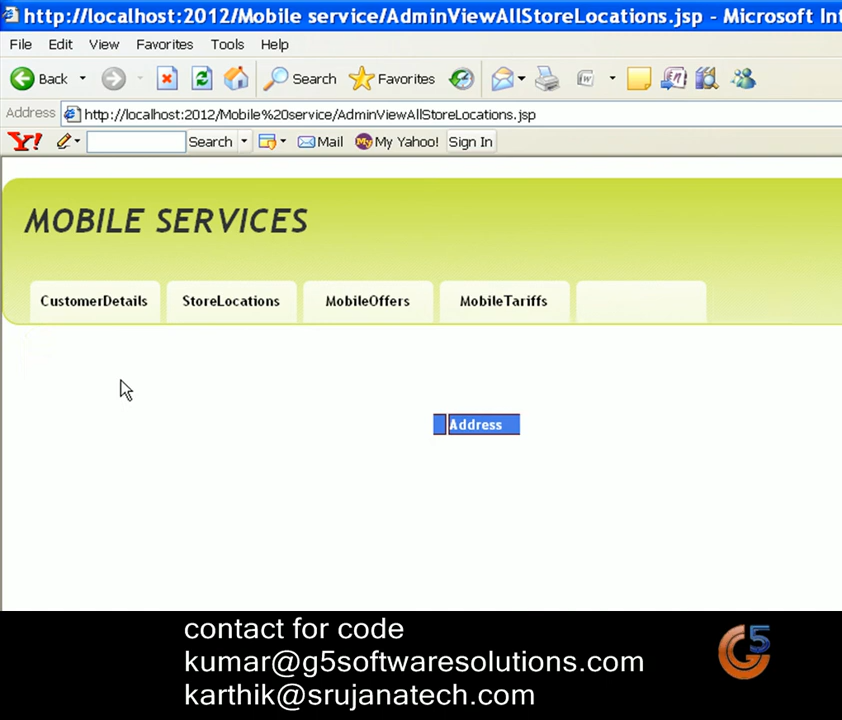 http://localhost:2012/Mobile service/AdminViewAllStoreLocations.jsp - Microsoft Int
File Edit View Favorites Tools Help
Back Search Favorites
Address http://localhost:2012/Mobile%20service/AdminViewAllStoreLocations.jsp
Y! Search Mail My Yahoo! Sign In
MOBILE SERVICES
CustomerDetails StoreLocations MobileOffers MobileTariffs
Address
contact for code
kumar@g5softwaresolutions.com
karthik@srujanatech.com
G5